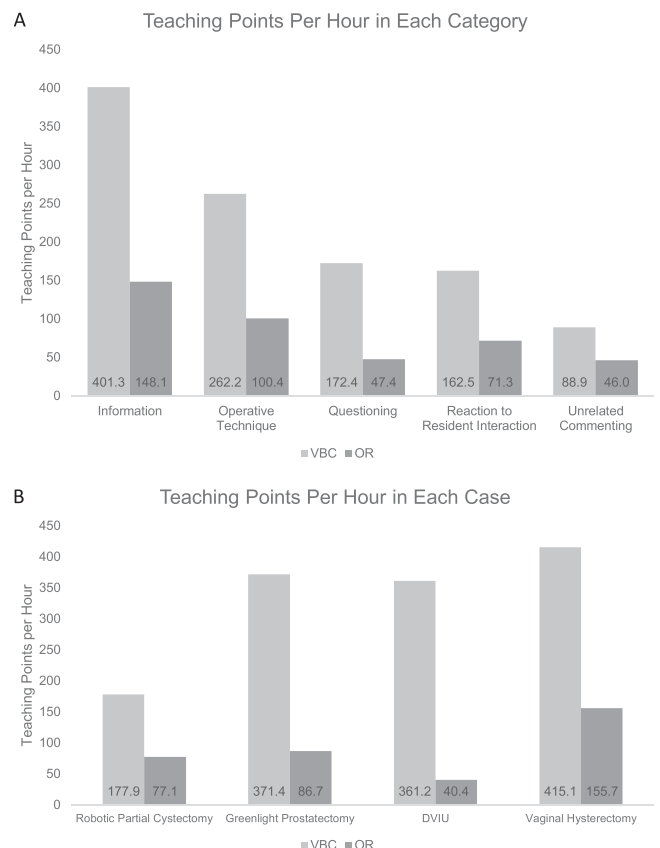 A
Teaching Points Per Hour in Each Category
Teaching Points per Hour
450
400
350
300
250
200
150
100
50
0
401.3 148.1 262.2 100.4 172.4 47.4 162.5 71.3 88.9 46.0
Information Operative Questioning Reaction to Unrelated
Technique Resident Interaction Commenting
VBC OR
B
Teaching Points Per Hour in Each Case
Teaching Points per Hour
450
400
350
300
250
200
150
100
50
0
177.9 77.1 371.4 86.7 361.2 40.4 415.1 155.7
Robotic Partial Cystectomy Greenlight Prostatectomy DVIU Vaginal Hysterectomy
VBC OR